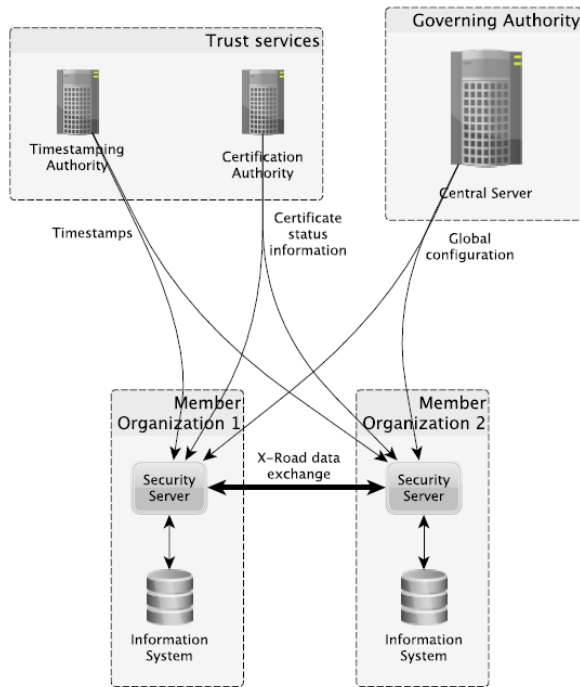 Trust services
Governing Authority
Timestamping
Authority
Certification
Authority
Central Server
Timestamps
Certificate
status
information
Global
configuration
Member
Organization 1
Member
Organization 2
X-Road data
exchange
Security
Server
Security
Server
Information
System
Information
System